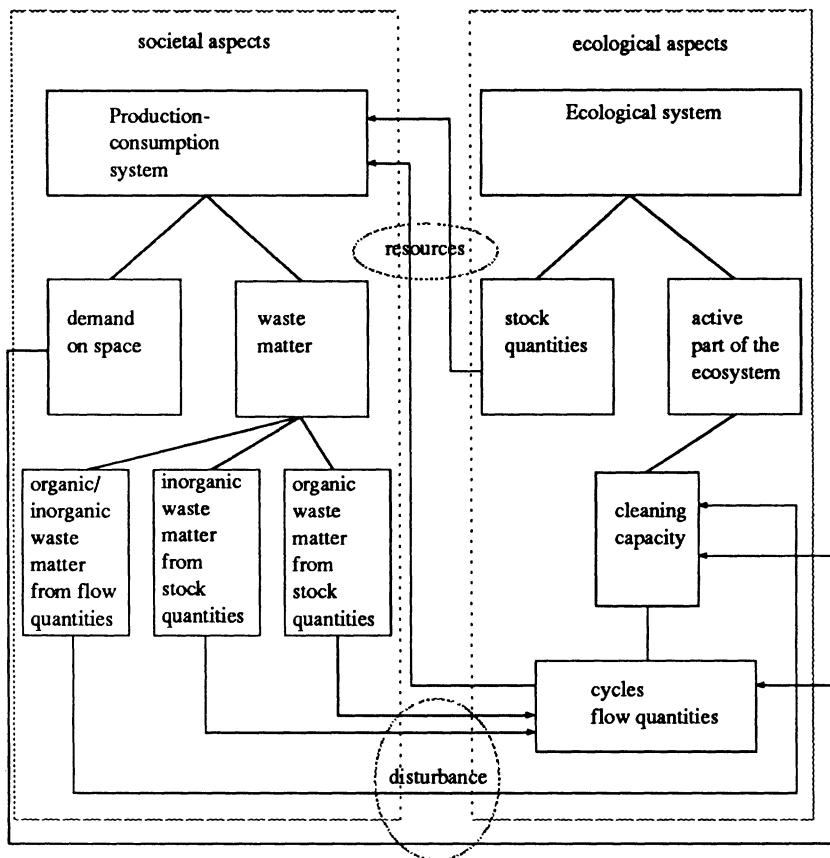 societal aspects
ecological aspects
Production-
consumption
system
Ecological system
resources
demand
on space
waste
matter
stock
quantities
active
part of the
ecosystem
organic/
inorganic
waste
matter
from flow
quantities
inorganic
waste
matter
from
stock
quantities
organic
waste
matter
from
stock
quantities
cleaning
capacity
cycles
flow quantities
disturbance